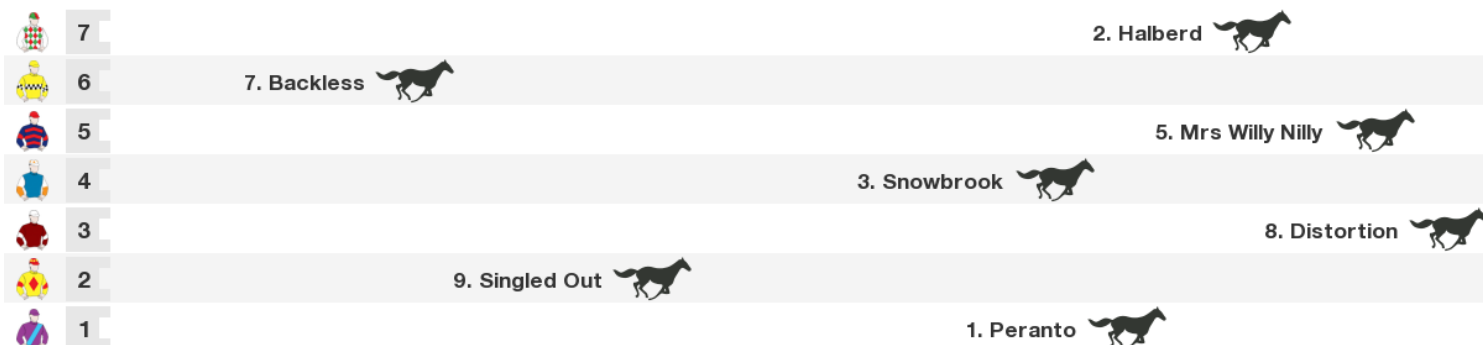 7 2. Halberd
6 7. Backless
5 5. Mrs Willy Nilly
4 3. Snowbrook
3 8. Distortion
2 9. Singled Out
1 1. Peranto